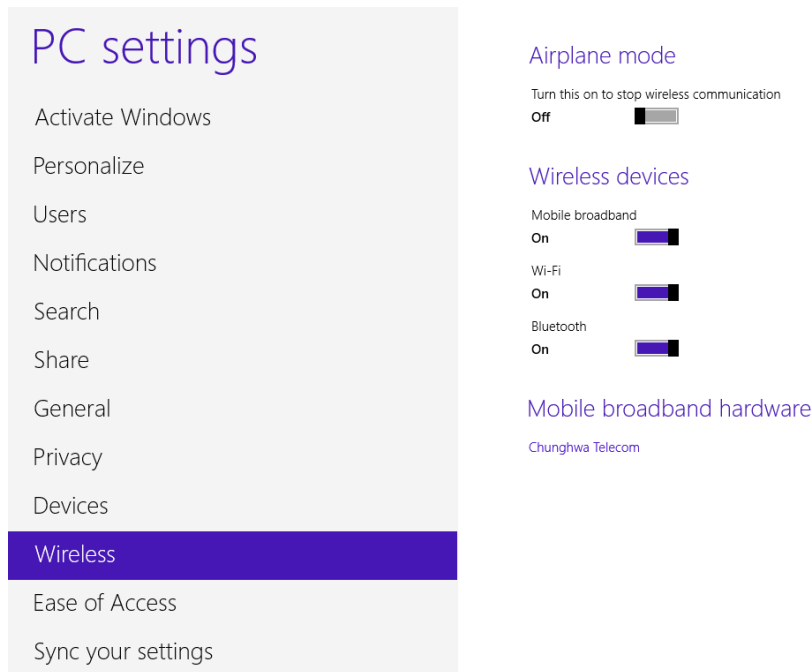 PC settings
Activate Windows
Personalize
Users
Notifications
Search
Share
General
Privacy
Devices
Wireless
Ease of Access
Sync your settings
Airplane mode
Turn this on to stop wireless communication
Off
Wireless devices
Mobile broadband
On
Wi-Fi
On
Bluetooth
On
Mobile broadband hardware
Chunghwa Telecom